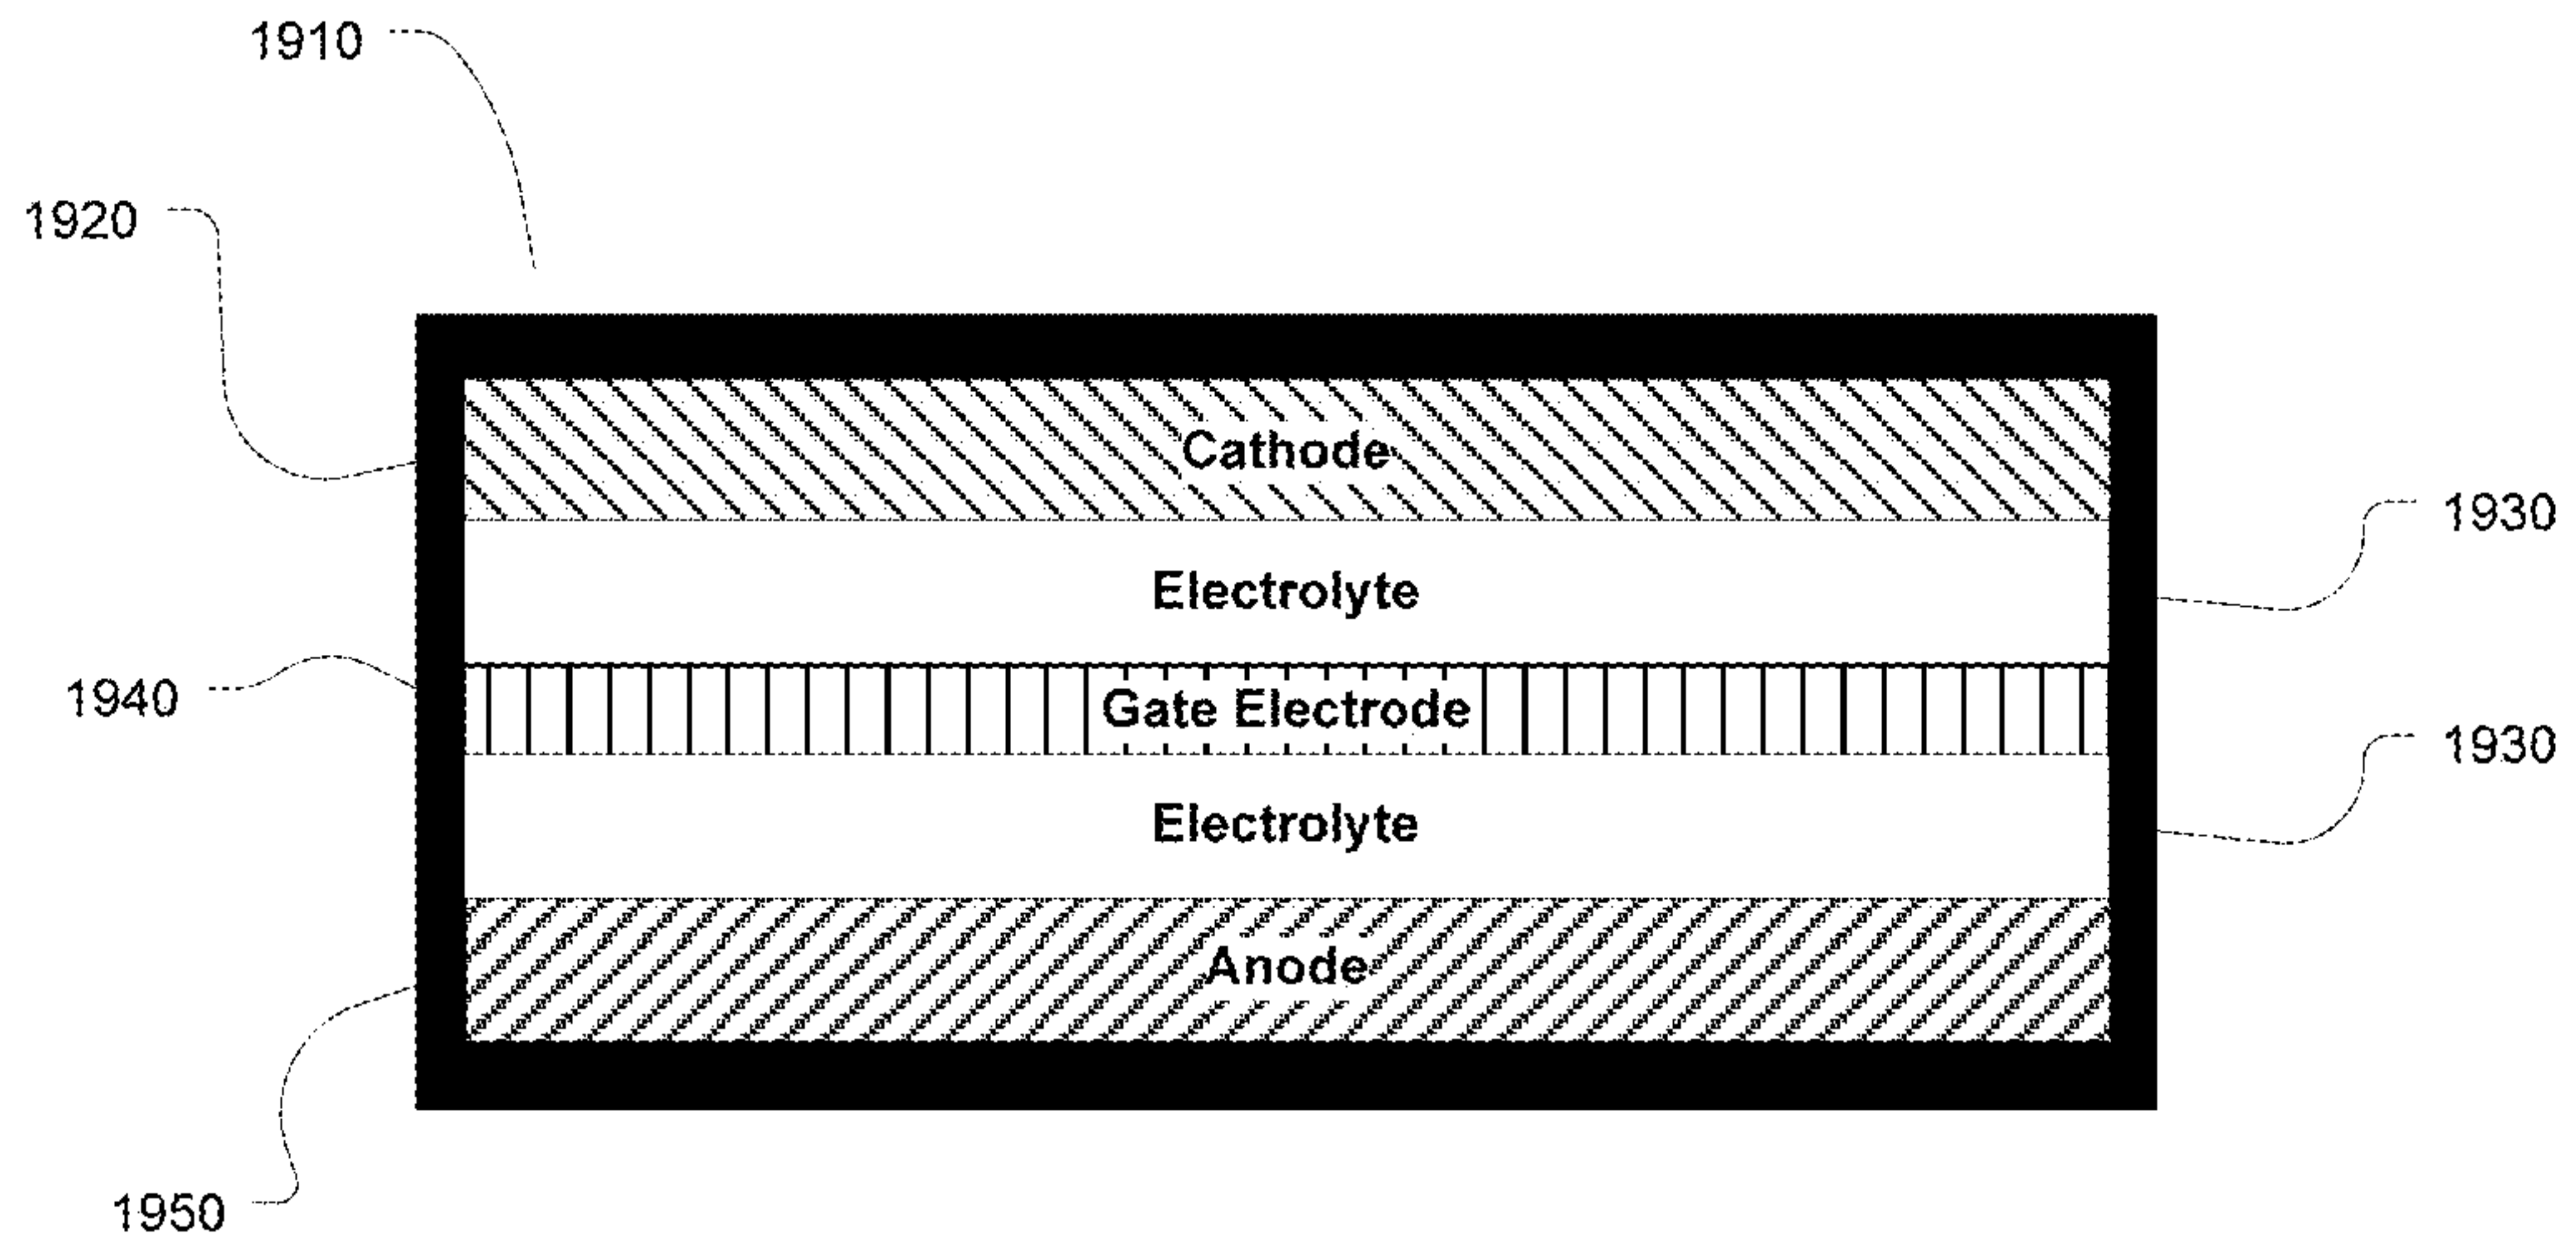 1910
1920
Cathode
1930
Electrolyte
1940
Gate Electrode
1930
Electrolyte
Anode
1950